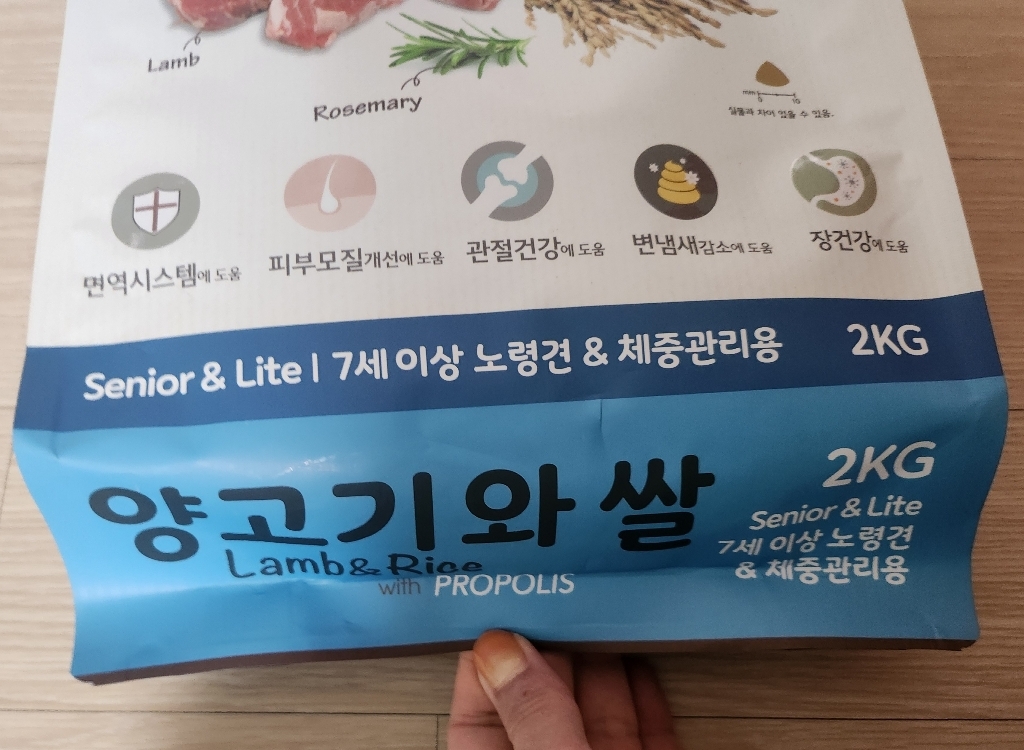 Lamb
Rosemary
mm 0 10
실물과 차이 있을 수 있음.
면역시스템에 도움
피부모질개선에 도움
관절건강에 도움
변냄새감소에 도움
장건강에 도움
Senior & Lite | 7세 이상 노령견 & 체중관리용 2KG
양고기와 쌀
Lamb & Rice
with PROPOLIS
2KG
Senior & Lite
7세 이상 노령견
& 체중관리용